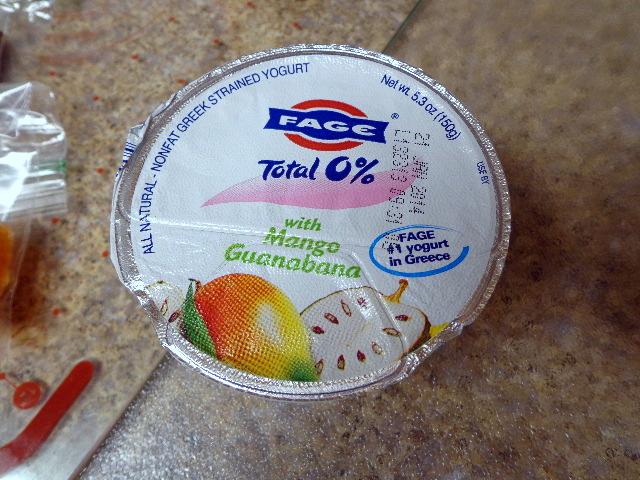 ALL NATURAL - NONFAT GREEK STRAINED YOGURT
Net wt. 5.3 oz (150g)
FAGE®
Total 0%
with
Mango
Guanabana
FAGE
#1 yogurt
in Greece
USE BY